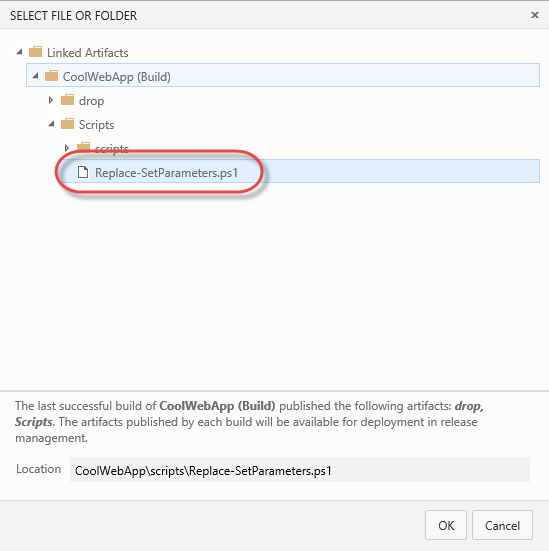 SELECT FILE OR FOLDER
Linked Artifacts
CoolWebApp (Build)
drop
Scripts
scripts
Replace-SetParameters.ps1
The last successful build of CoolWebApp (Build) published the following artifacts: drop,
Scripts. The artifacts published by each build will be available for deployment in release
management.
Location CoolWebApp\scripts\Replace-SetParameters.ps1
OK Cancel